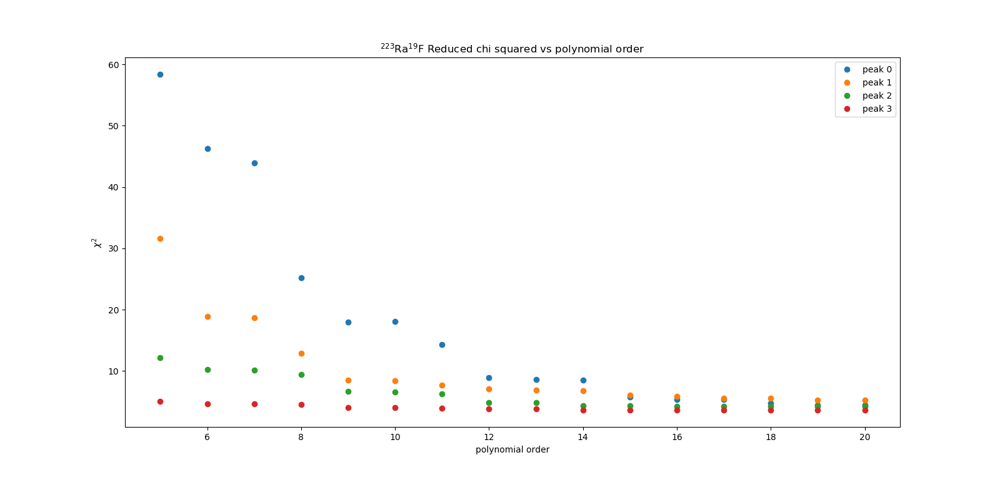 ²²³Ra¹⁹F Reduced chi squared vs polynomial order
peak 0
peak 1
peak 2
peak 3
60
50
40
30
20
10
χ²
6 8 10 12 14 16 18 20
polynomial order